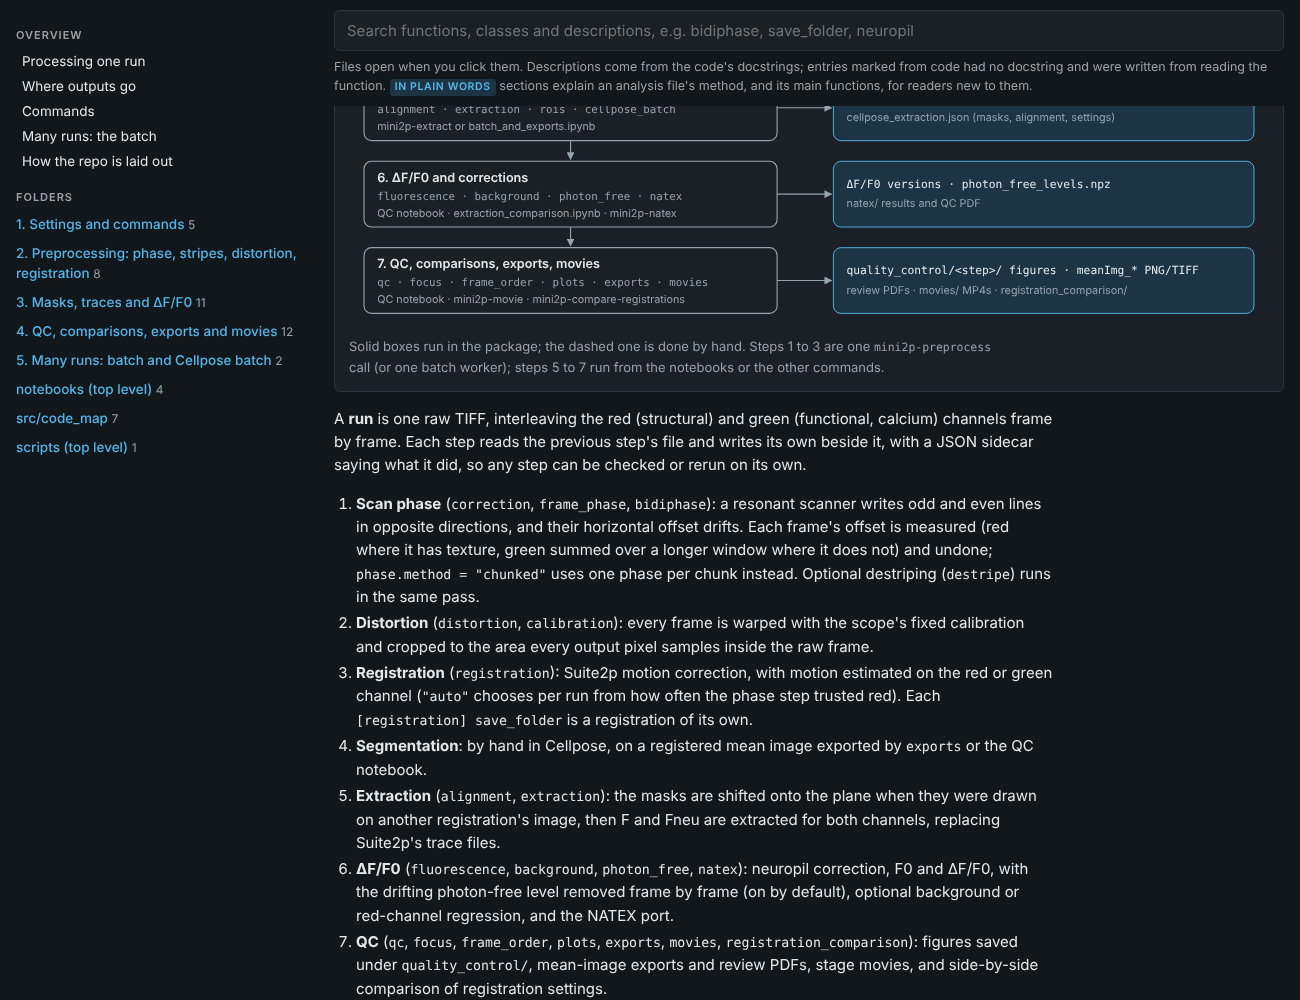 OVERVIEW
Processing one run
Where outputs go
Commands
Many runs: the batch
How the repo is laid out
FOLDERS
1. Settings and commands 5
2. Preprocessing: phase, stripes, distortion,
registration 8
3. Masks, traces and ΔF/F0 11
4. QC, comparisons, exports and movies 12
5. Many runs: batch and Cellpose batch 2
notebooks (top level) 4
src/code_map 7
scripts (top level) 1
Search functions, classes and descriptions, e.g. bidiphase, save_folder, neuropil
Files open when you click them. Descriptions come from the code's docstrings; entries marked from code had no docstring and were written from reading the
function. IN PLAIN WORDS sections explain an analysis file's method, and its main functions, for readers new to them.
alignment · extraction · rois · cellpose_batch
mini2p-extract or batch_and_exports.ipynb
cellpose_extraction.json (masks, alignment, settings)
6. ΔF/F0 and corrections
fluorescence · background · photon_free · natex
QC notebook · extraction_comparison.ipynb · mini2p-natex
ΔF/F0 versions · photon_free_levels.npz
natex/ results and QC PDF
7. QC, comparisons, exports, movies
qc · focus · frame_order · plots · exports · movies
QC notebook · mini2p-movie · mini2p-compare-registrations
quality_control/<step>/ figures · meanImg_* PNG/TIFF
review PDFs · movies/ MP4s · registration_comparison/
Solid boxes run in the package; the dashed one is done by hand. Steps 1 to 3 are one mini2p-preprocess
call (or one batch worker); steps 5 to 7 run from the notebooks or the other commands.
A run is one raw TIFF, interleaving the red (structural) and green (functional, calcium) channels frame
by frame. Each step reads the previous step's file and writes its own beside it, with a JSON sidecar
saying what it did, so any step can be checked or rerun on its own.
1. Scan phase (correction, frame_phase, bidiphase): a resonant scanner writes odd and even lines
in opposite directions, and their horizontal offset drifts. Each frame's offset is measured (red
where it has texture, green summed over a longer window where it does not) and undone;
phase.method = "chunked" uses one phase per chunk instead. Optional destriping (destripe) runs
in the same pass.
2. Distortion (distortion, calibration): every frame is warped with the scope's fixed calibration
and cropped to the area every output pixel samples inside the raw frame.
3. Registration (registration): Suite2p motion correction, with motion estimated on the red or green
channel ("auto" chooses per run from how often the phase step trusted red). Each
[registration] save_folder is a registration of its own.
4. Segmentation: by hand in Cellpose, on a registered mean image exported by exports or the QC
notebook.
5. Extraction (alignment, extraction): the masks are shifted onto the plane when they were drawn
on another registration's image, then F and Fneu are extracted for both channels, replacing
Suite2p's trace files.
6. ΔF/F0 (fluorescence, background, photon_free, natex): neuropil correction, F0 and ΔF/F0, with
the drifting photon-free level removed frame by frame (on by default), optional background or
red-channel regression, and the NATEX port.
7. QC (qc, focus, frame_order, plots, exports, movies, registration_comparison): figures saved
under quality_control/, mean-image exports and review PDFs, stage movies, and side-by-side
comparison of registration settings.